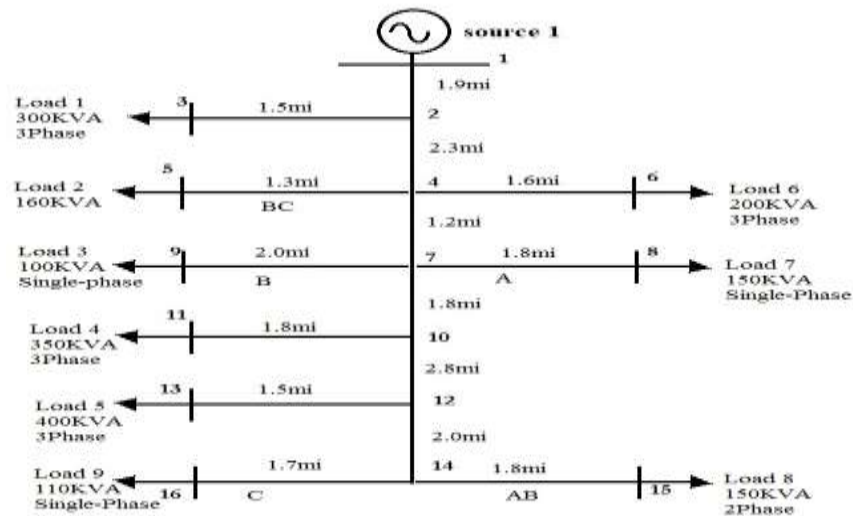 source 1
1
1.9mi
Load 1
300KVA
3Phase
3
1.5mi
2
2.3mi
Load 2
160KVA
5
1.3mi
BC
4
1.6mi
6
Load 6
200KVA
3Phase
1.2mi
Load 3
100KVA
Single-phase
9
2.0mi
B
7
1.8mi
A
8
Load 7
150KVA
Single-Phase
1.8mi
Load 4
350KVA
3Phase
11
1.8mi
10
2.8mi
Load 5
400KVA
3Phase
13
1.5mi
12
2.0mi
Load 9
110KVA
Single-Phase
16
1.7mi
C
14
1.8mi
AB
15
Load 8
150KVA
2Phase